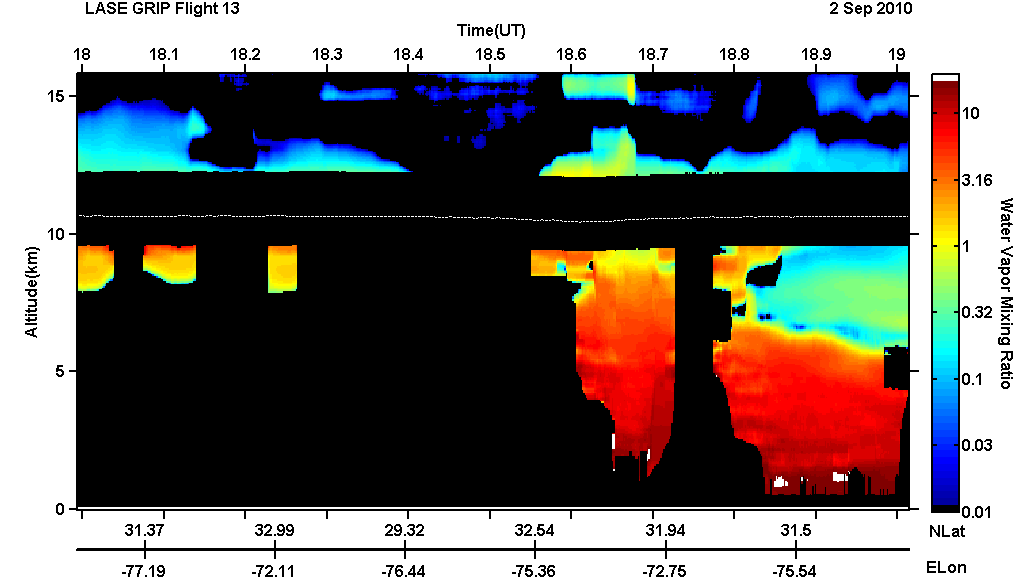 LASE GRIP Flight 13
2 Sep 2010
Time(UT)
18 18.1 18.2 18.3 18.4 18.5 18.6 18.7 18.8 18.9 19
15
10
5
0
Altitude(km)
10
3.16
1
0.32
0.1
0.03
0.01
Water Vapor Mixing Ratio
31.37 32.99 29.32 32.54 31.94 31.5 NLat
-77.19 -72.11 -76.44 -75.36 -72.75 -75.54 ELon